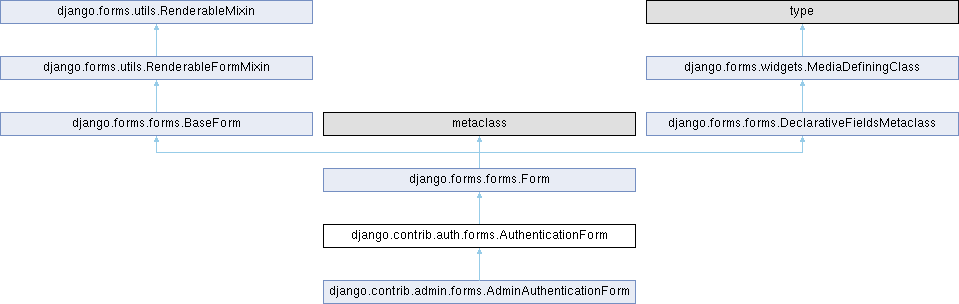 django.forms.utils.RenderableMixin
type
django.forms.utils.RenderableFormMixin
django.forms.widgets.MediaDefiningClass
django.forms.forms.BaseForm
metaclass
django.forms.forms.DeclarativeFieldsMetaclass
django.forms.forms.Form
django.contrib.auth.forms.AuthenticationForm
django.contrib.admin.forms.AdminAuthenticationForm